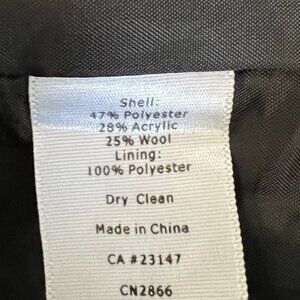 Shell:
47% Polyester
28% Acrylic
25% Wool
Lining:
100% Polyester
Dry Clean
Made in China
CA #23147
CN2866